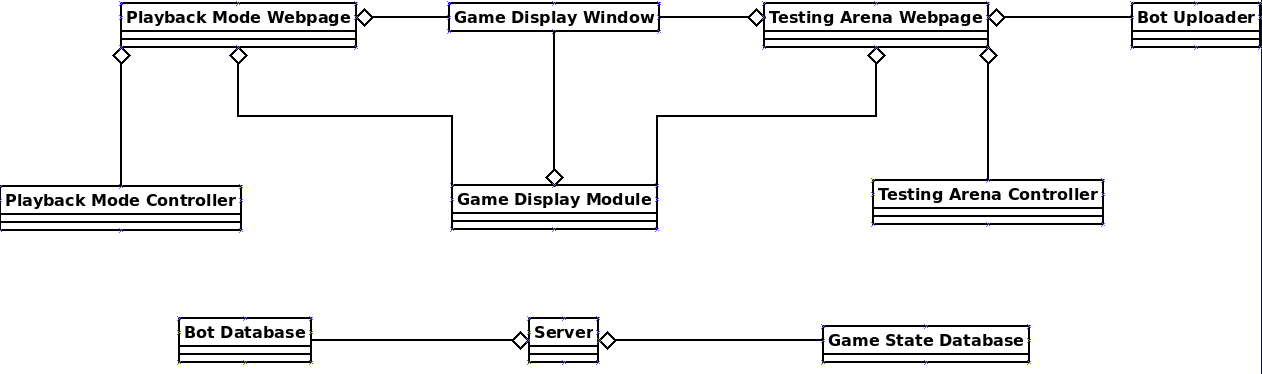 Playback Mode Webpage
Game Display Window
Testing Arena Webpage
Bot Uploader
Playback Mode Controller
Game Display Module
Testing Arena Controller
Bot Database
Server
Game State Database